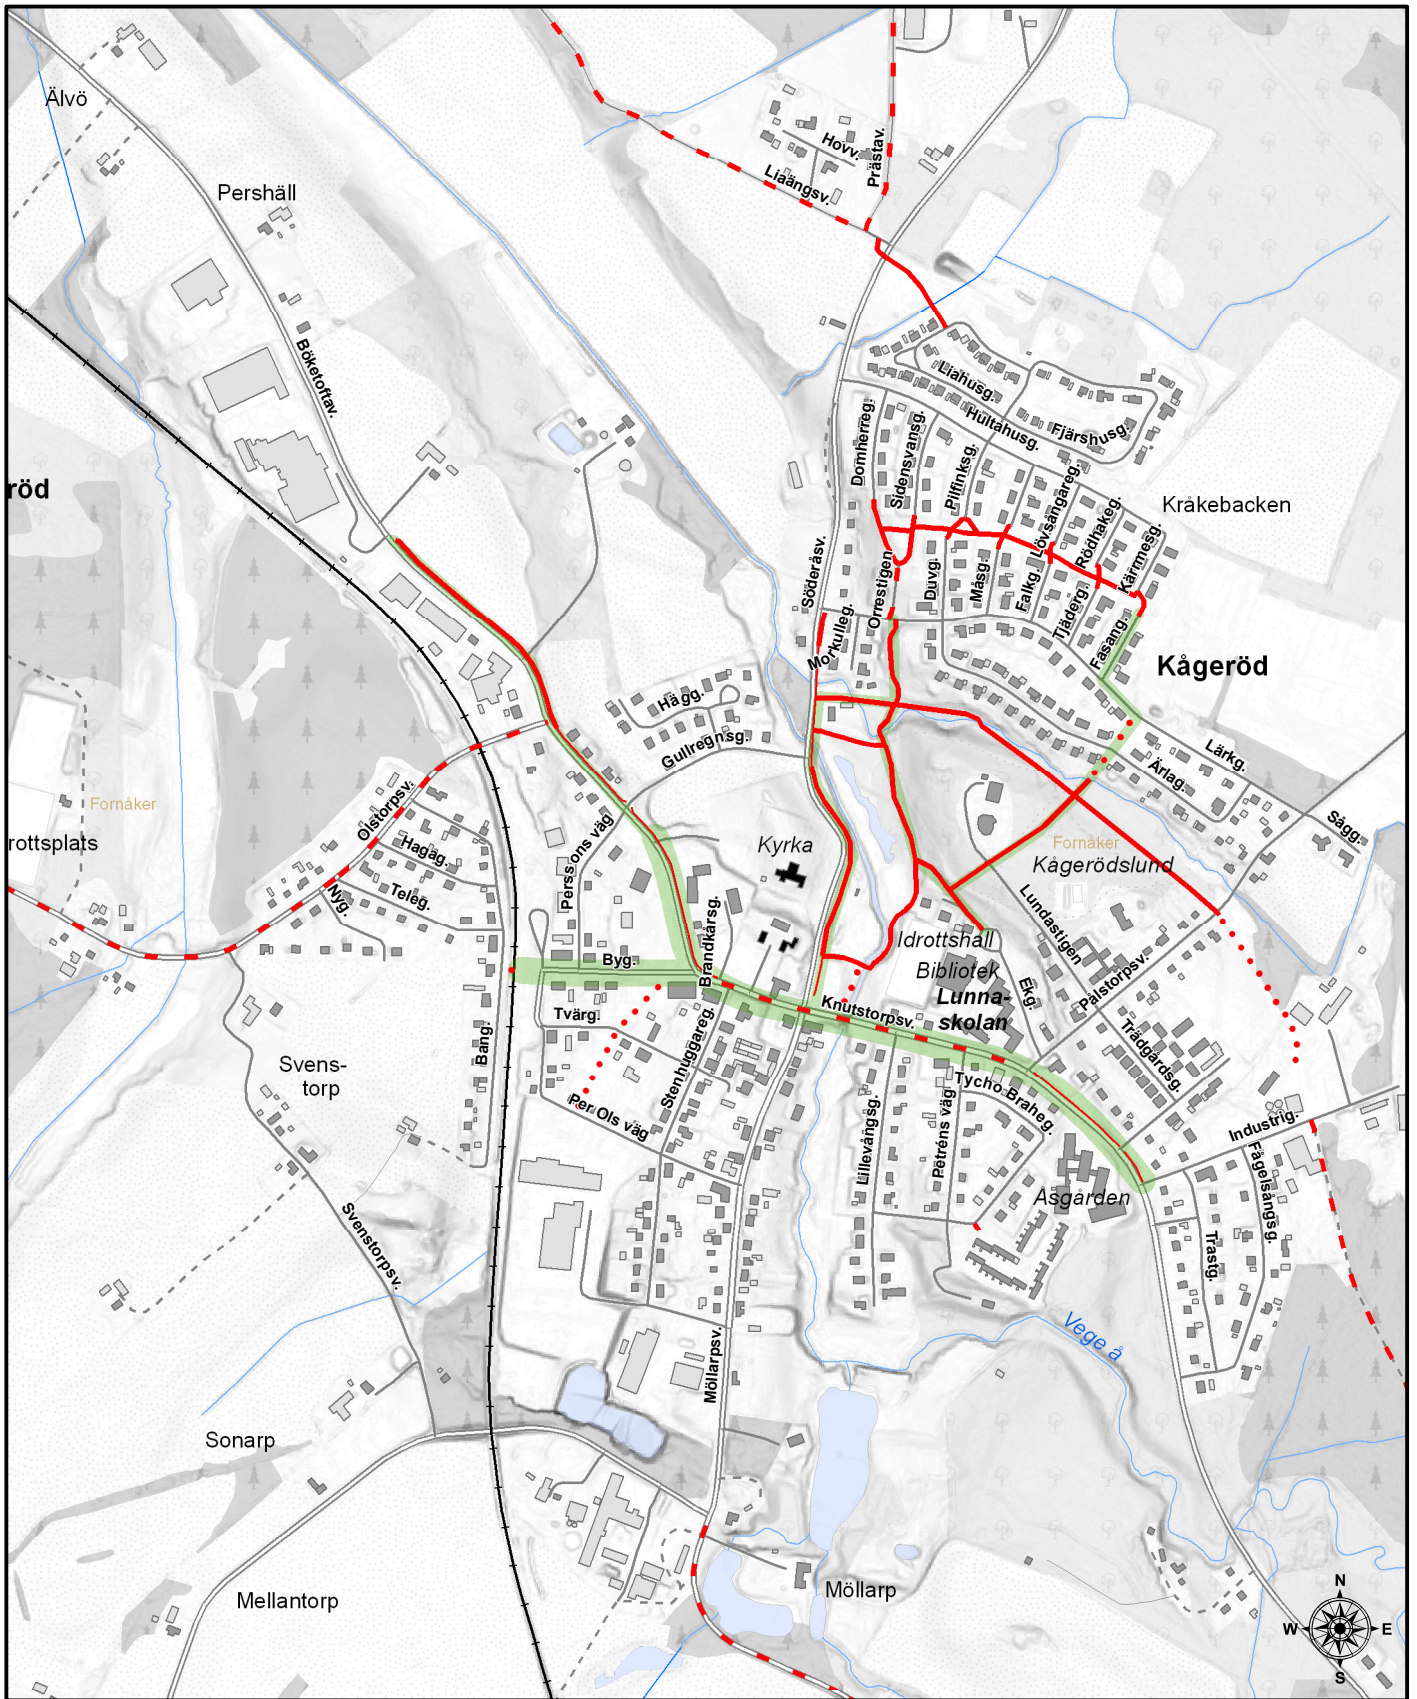 Älvö
Pershäll
Hovv.
Prästav.
Liaängsv.
Böketoftav.
Liahusg.
Hultahusg.
Fjärshusg.
Domherreg.
Sidensvansg.
Pilfinksg.
Lövsångareg.
Rödhakeg.
Kärrmesg.
Kråkebacken
röd
Söderåsv.
Orrestigen
Duvg.
Måsg.
Falkg.
Tjäderg.
Fasang.
Morkulleg.
Kågeröd
Hägg.
Gullregnsg.
Lärkg.
Ärlag.
Sågg.
Fornåker
Olstorpsv.
Hagag.
Teleg.
Nyg.
rottsplats
Perssons väg
Kyrka
Fornåker
Kågerödslund
Lundastigen
Brandkårsg.
Byg.
Idrottshall
Bibliotek
Lunna-
skolan
Ekg.
Pålstorpsv.
Knutstorpsv.
Tvärg.
Bang.
Stenhuggareg.
Trädgårdsg.
Svens-
torp
Per Ols väg
Tycho Braheg.
Lillevångsg.
Petréns väg
Industrig.
Fågelsångsg.
Åsgården
Trastg.
Svenstorpsv.
Vege å
Möllarpsv.
Sonarp
Mellantorp
Möllarp
N
W
E
S